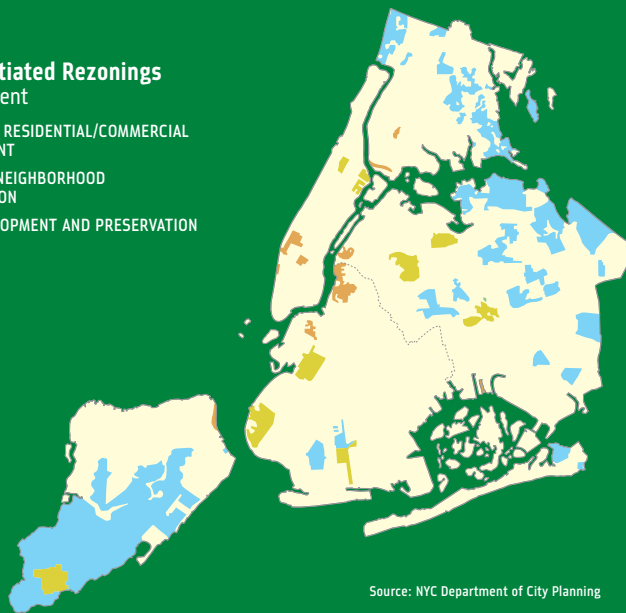 tiated Rezonings
ent
RESIDENTIAL/COMMERCIAL
NT
NEIGHBORHOOD
ON
OPMENT AND PRESERVATION
Source: NYC Department of City Planning